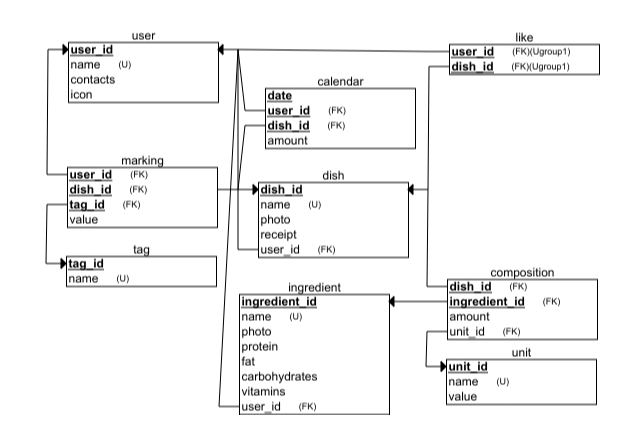 user
user_id
name (U)
contacts
icon
like
user_id (FK)(Ugroup1)
dish_id (FK)(Ugroup1)
calendar
date
user_id (FK)
dish_id (FK)
amount
marking
user_id (FK)
dish_id (FK)
tag_id (FK)
value
dish
dish_id
name (U)
photo
receipt
user_id (FK)
tag
tag_id
name (U)
ingredient
ingredient_id
name (U)
photo
protein
fat
carbohydrates
vitamins
user_id (FK)
composition
dish_id (FK)
ingredient_id (FK)
amount
unit_id (FK)
unit
unit_id
name (U)
value